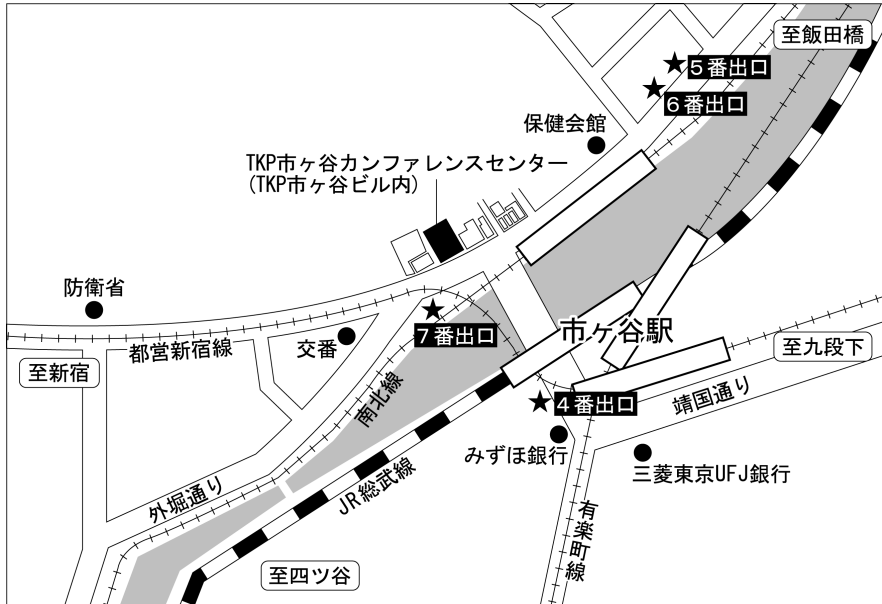 至飯田橋
5番出口
6番出口
保健会館
TKP市ヶ谷カンファレンスセンター
(TKP市ヶ谷ビル内)
防衛省
7番出口
市ヶ谷駅
都営新宿線
交番
至九段下
至新宿
南北線
4番出口
靖国通り
みずほ銀行
三菱東京UFJ銀行
JR総武線
外堀通り
有楽町線
至四ツ谷